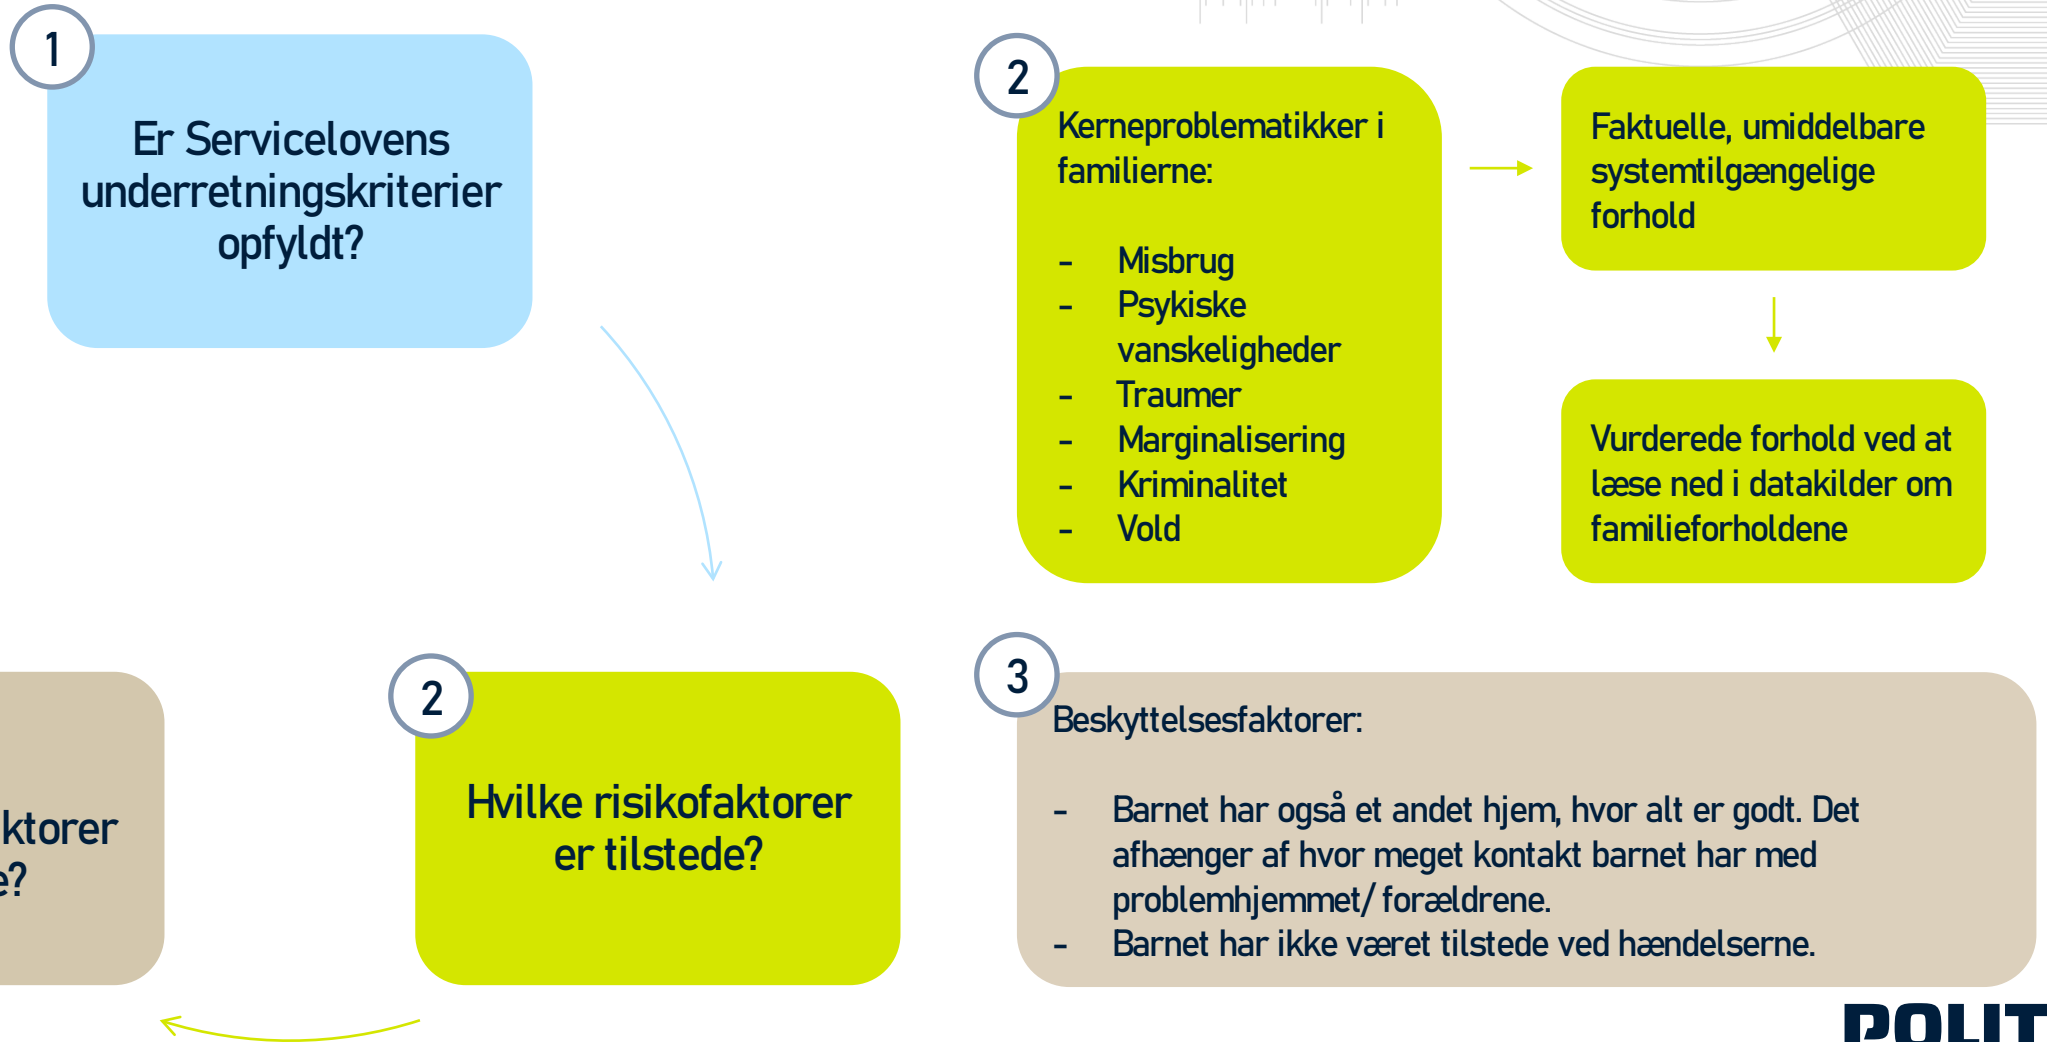 1
Er Servicelovens
underretningskriterier
opfyldt?
2
Kerneproblematikker i
familierne:
- Misbrug
- Psykiske
vanskeligheder
- Traumer
- Marginalisering
- Kriminalitet
- Vold
Faktuelle, umiddelbare
systemtilgængelige
forhold
Vurderede forhold ved at
læse ned i datakilder om
familieforholdene
ktorer
e?
2
Hvilke risikofaktorer
er tilstede?
3
Beskyttelsesfaktorer:
- Barnet har også et andet hjem, hvor alt er godt. Det
afhænger af hvor meget kontakt barnet har med
problemhjemmet/ forældrene.
- Barnet har ikke været tilstede ved hændelserne.
POLIT